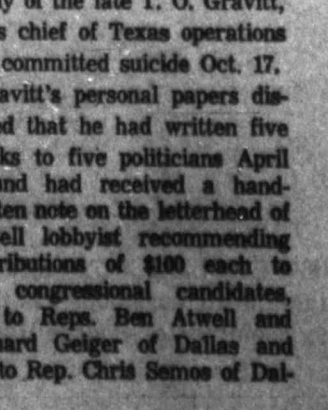 of the late T. O. Gravitt,
chief of Texas operations
committed suicide Oct. 17.
avitt's personal papers dis-
ed that he had written five
ks to five politicians April
and had received a hand-
ten note on the letterhead of
ell lobbyist recommending
ributions of $100 each to
congressional candidates,
to Reps. Ben Atwell and
ard Geiger of Dallas and
to Rep. Chris Semos of Dal-